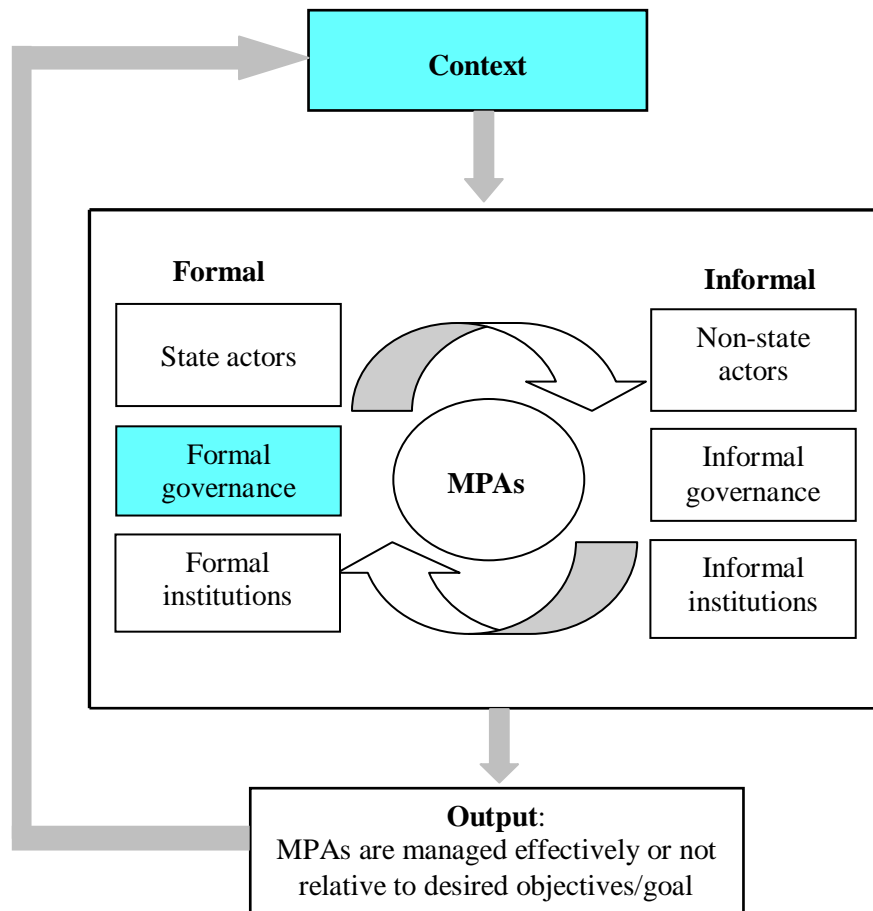 Context
Formal
State actors
Formal
governance
Formal
institutions
MPAs
Informal
Non-state
actors
Informal
governance
Informal
institutions
Output:
MPAs are managed effectively or not
relative to desired objectives/goal